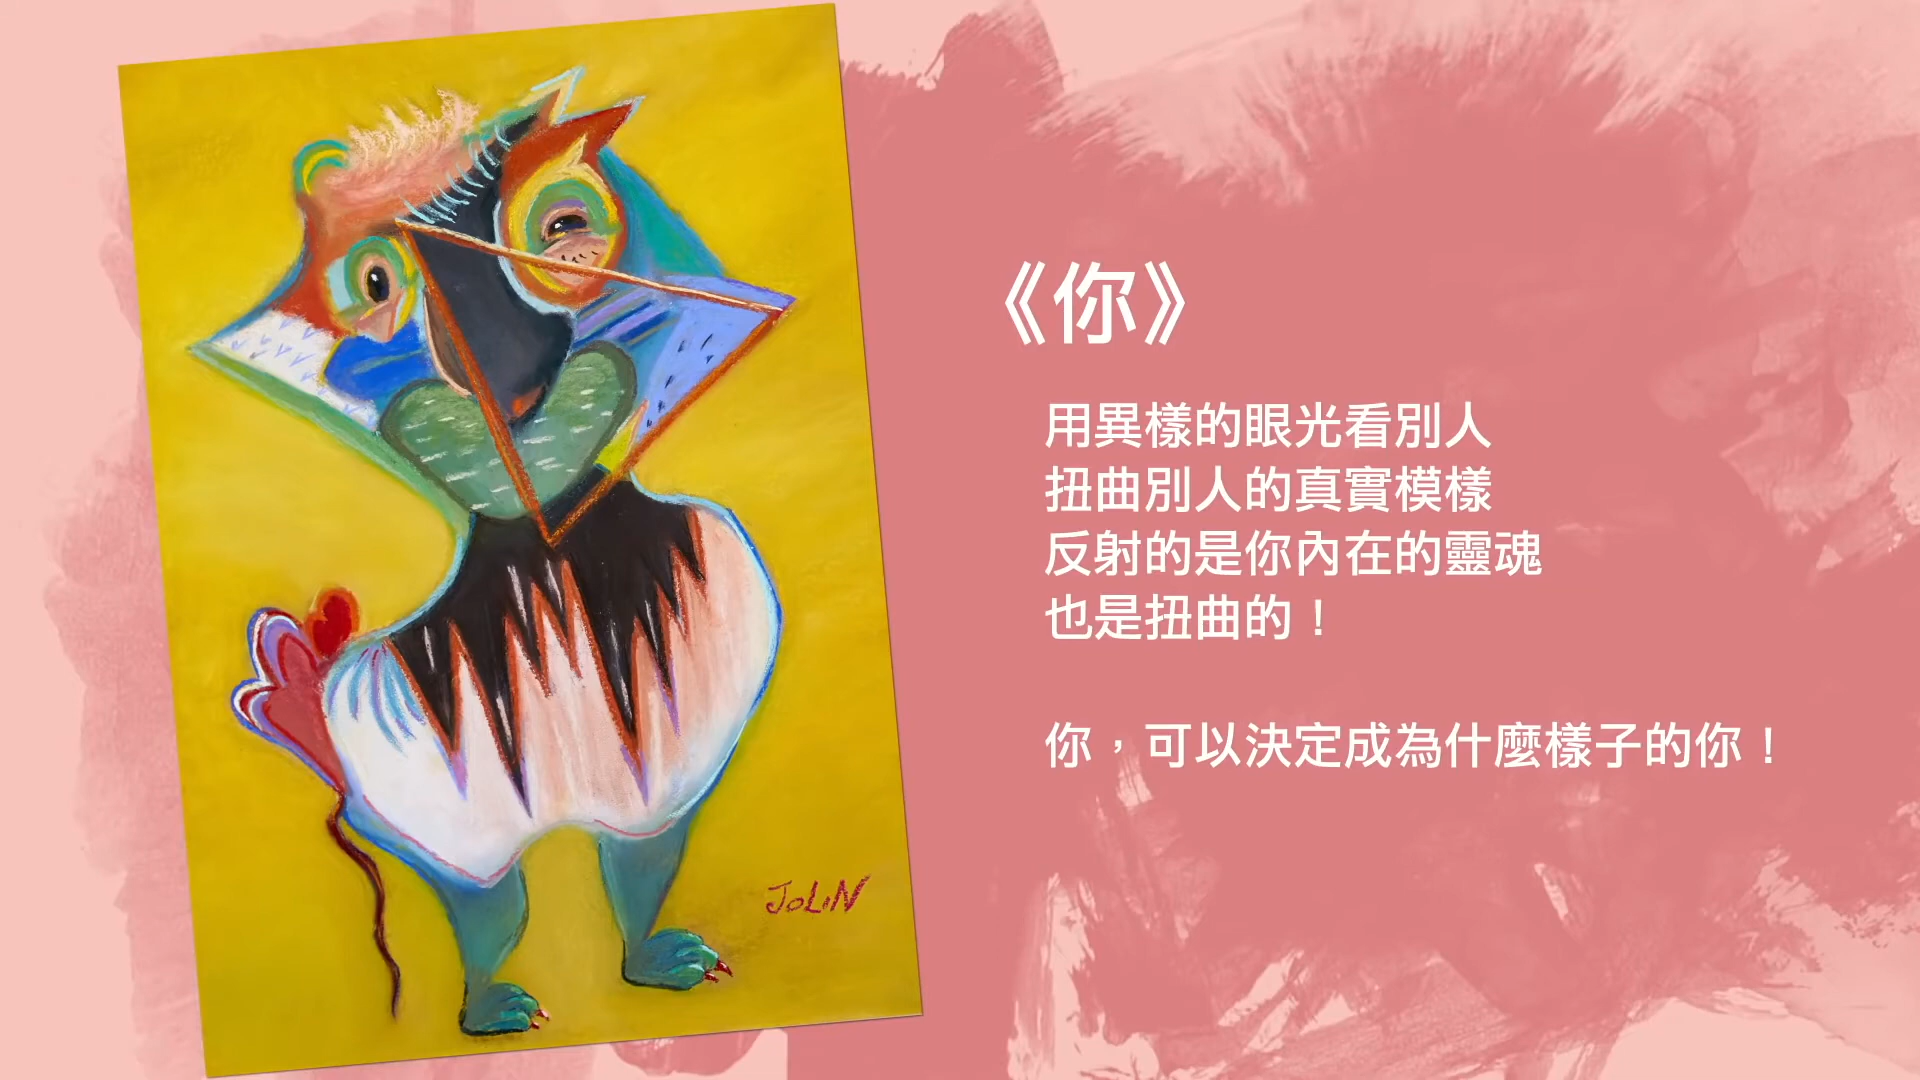 《你》
用異樣的眼光看別人
扭曲別人的真實模樣
反射的是你內在的靈魂
也是扭曲的！
你，可以決定成為什麼樣子的你！
JOLiN